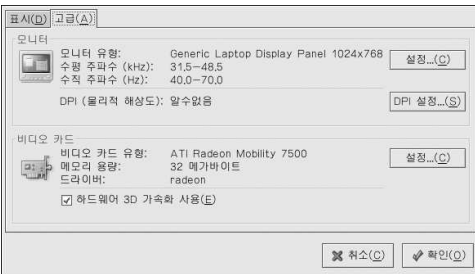 표시(D) 고급(A)
모니터
모니터 유형: Generic Laptop Display Panel 1024x768
수평 주파수 (kHz): 31,5–48,5
수직 주파수 (Hz): 40,0–70,0
설정...(C)
DPI (물리적 해상도): 알수없음
DPI 설정...(S)
비디오 카드
비디오 카드 유형: ATI Radeon Mobility 7500
메모리 용량: 32 메가바이트
드라이버: radeon
설정...(C)
하드웨어 3D 가속화 사용(E)
취소(C) 확인(O)